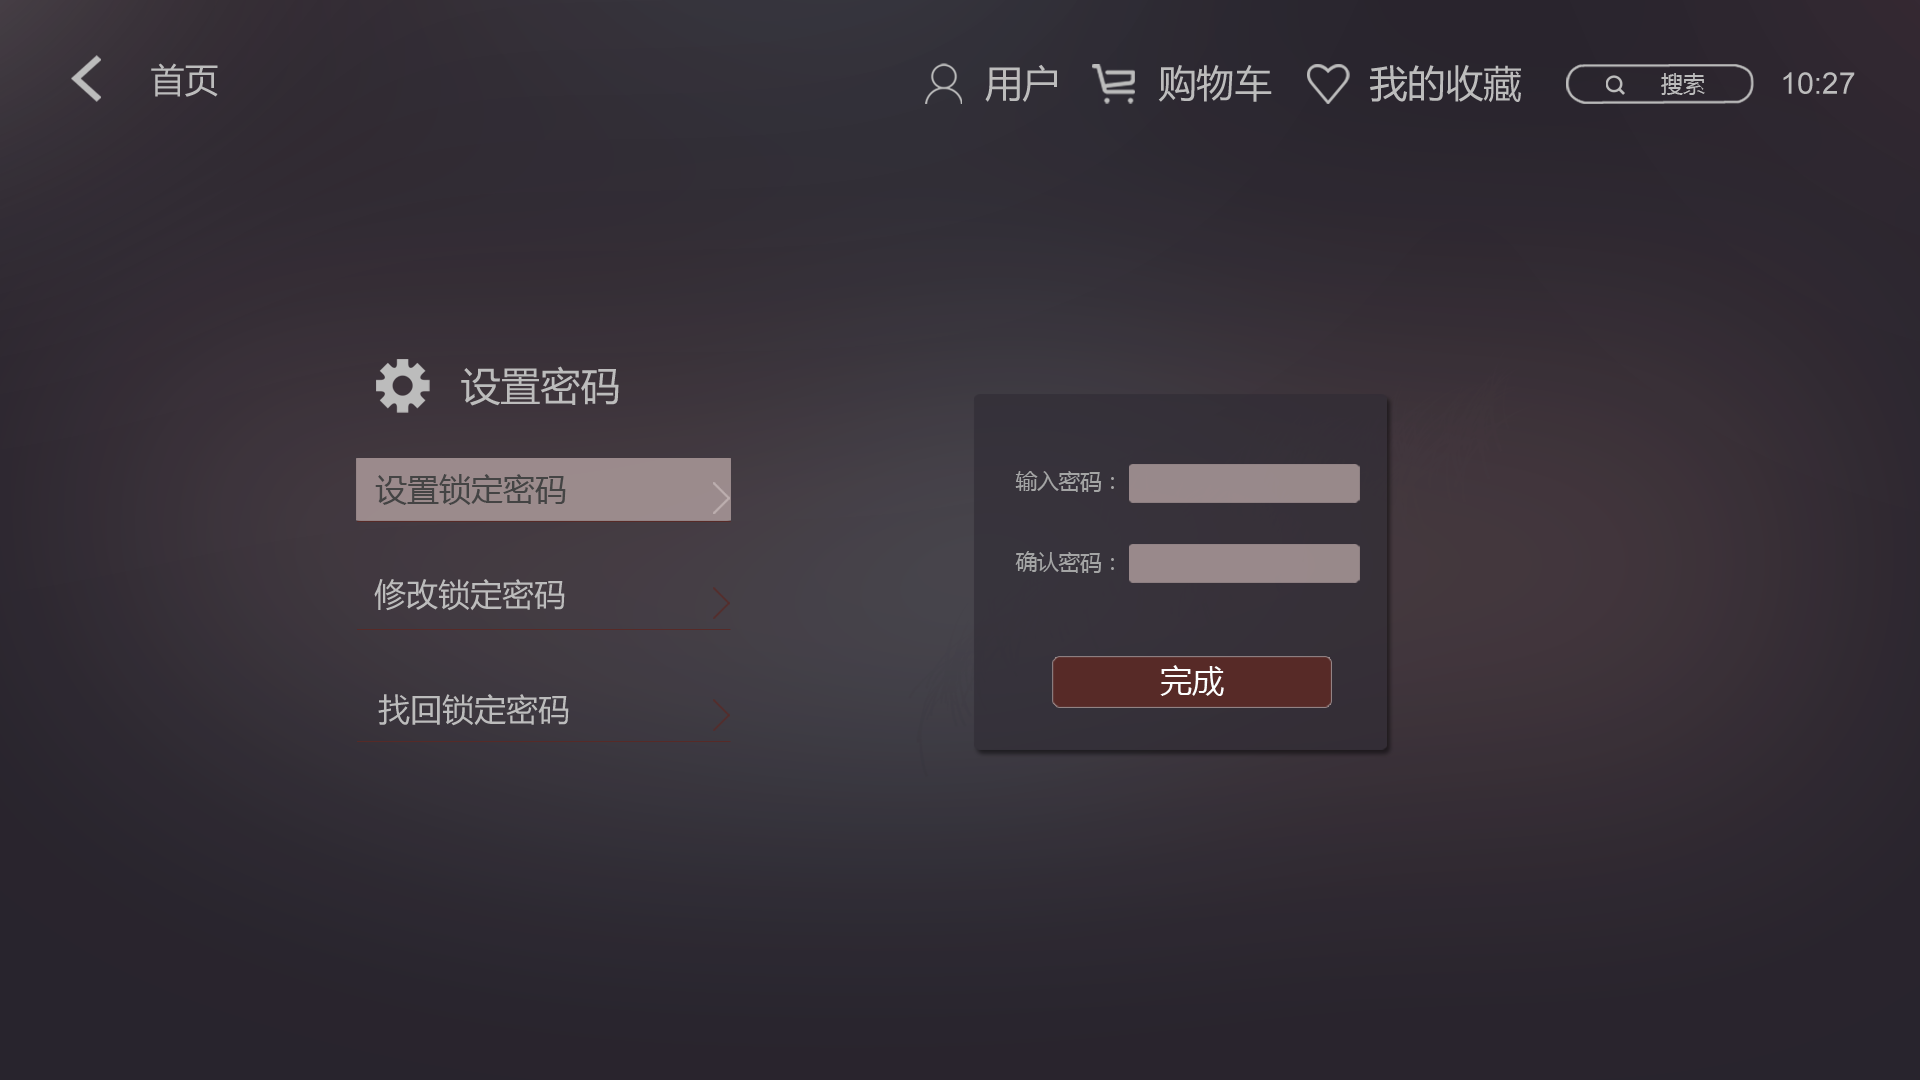 首页
用户
购物车
我的收藏
搜索
10:27
设置密码
设置锁定密码
修改锁定密码
找回锁定密码
输入密码：
确认密码：
完成